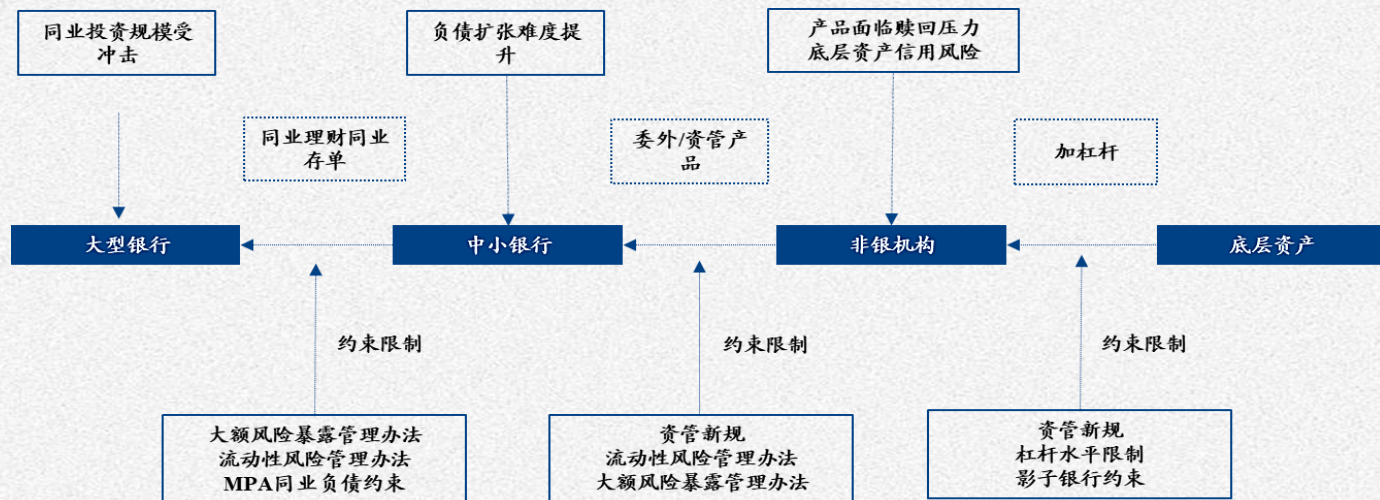 同业投资规模受
冲击
负债扩张难度提
升
产品面临赎回压力
底层资产信用风险
同业理财同业
存单
委外/资管产
品
加杠杆
大型银行
中小银行
非银机构
底层资产
约束限制
约束限制
约束限制
大额风险暴露管理办法
流动性风险管理办法
MPA同业负债约束
资管新规
流动性风险管理办法
大额风险暴露管理办法
资管新规
杠杆水平限制
影子银行约束